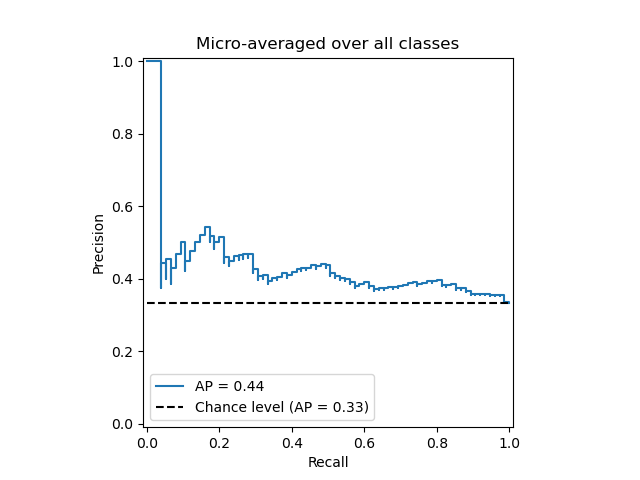 Micro-averaged over all classes
1.0
0.8
0.6
0.4
0.2
0.0
Precision
AP = 0.44
Chance level (AP = 0.33)
0.0 0.2 0.4 0.6 0.8 1.0
Recall